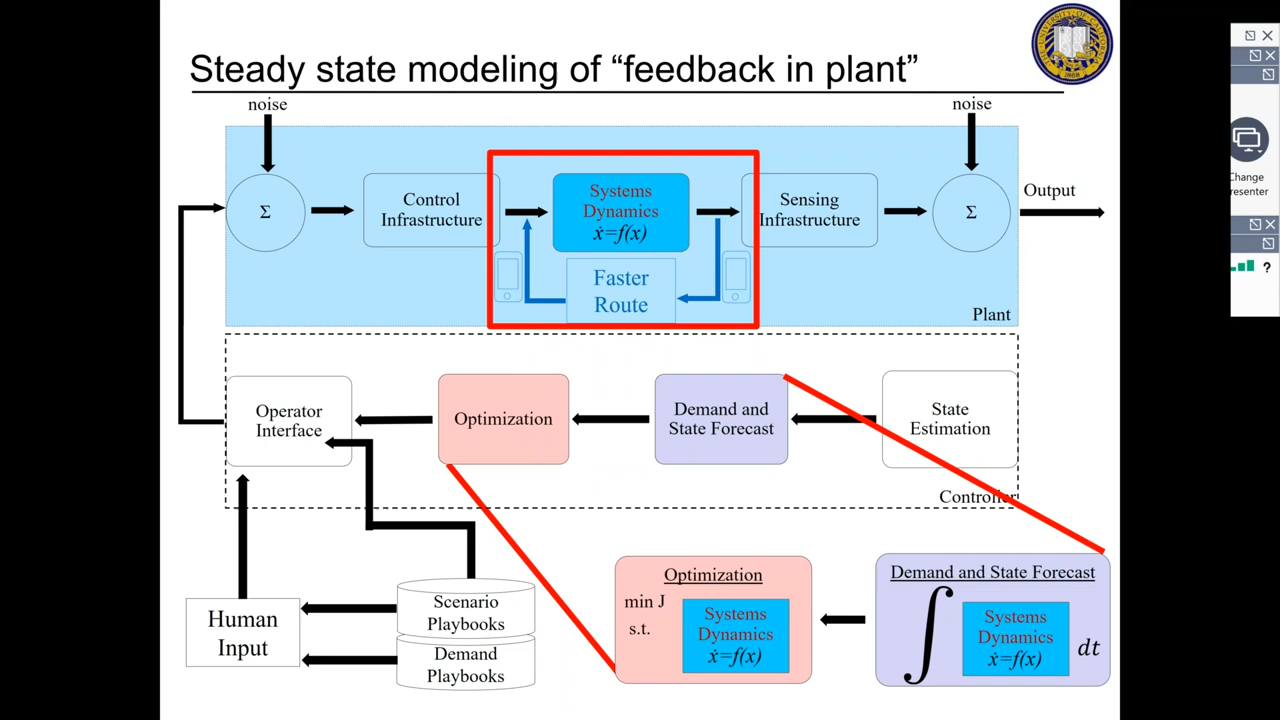 Steady state modeling of “feedback in plant”
noise
noise
Σ
Control
Infrastructure
Systems
Dynamics
ẋ=f(x)
Sensing
Infrastructure
Σ
Output
Faster
Route
Plant
Operator
Interface
Optimization
Demand and
State Forecast
State
Estimation
Controller
Human
Input
Scenario
Playbooks
Demand
Playbooks
Optimization
min J
s.t.
Systems
Dynamics
ẋ=f(x)
Demand and State Forecast
∫
Systems
Dynamics
ẋ=f(x)
dt
Change
resenter
?